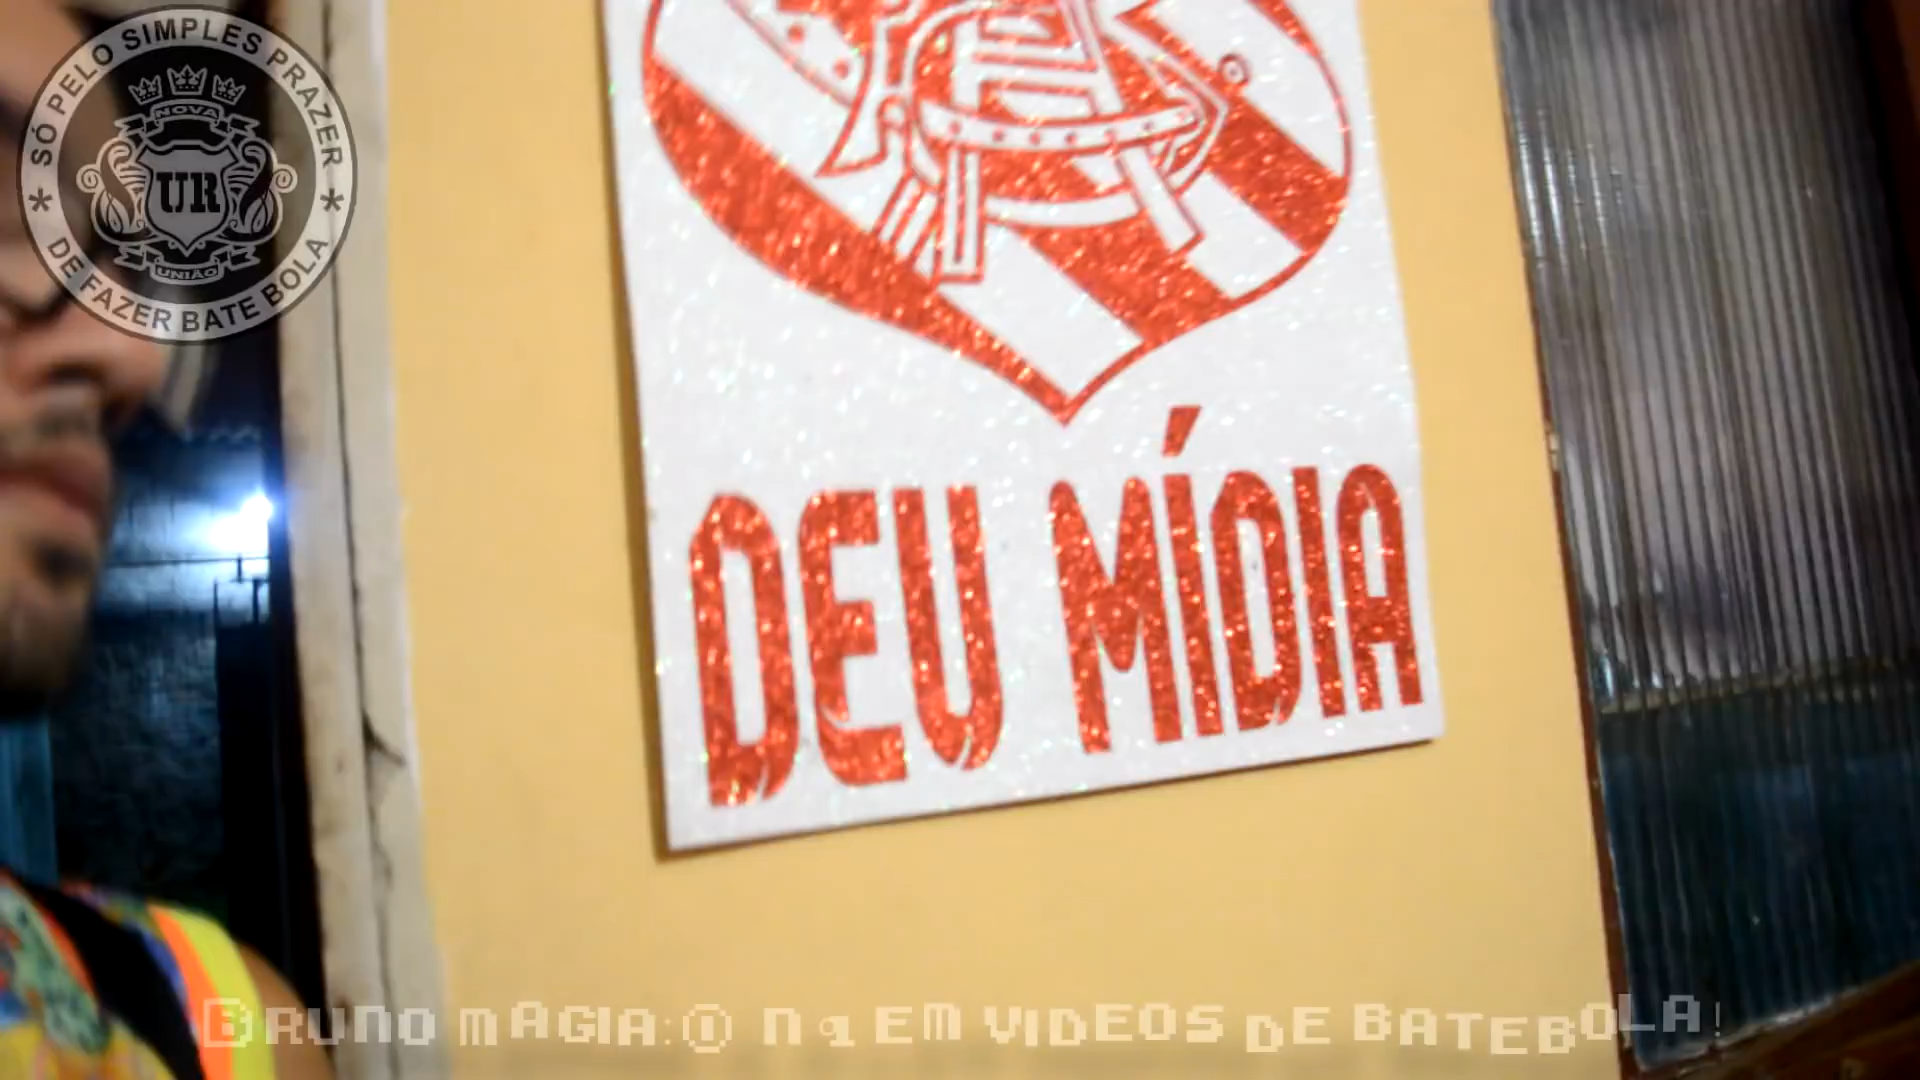 SÓ PELO SIMPLES PRAZER
NOVA
UR
UNIÃO
* DE FAZER BATE BOLA *
DEU MÍDIA
BRUNO MAGIA:O N 1 EM VIDEOS DE BATEBOLA!